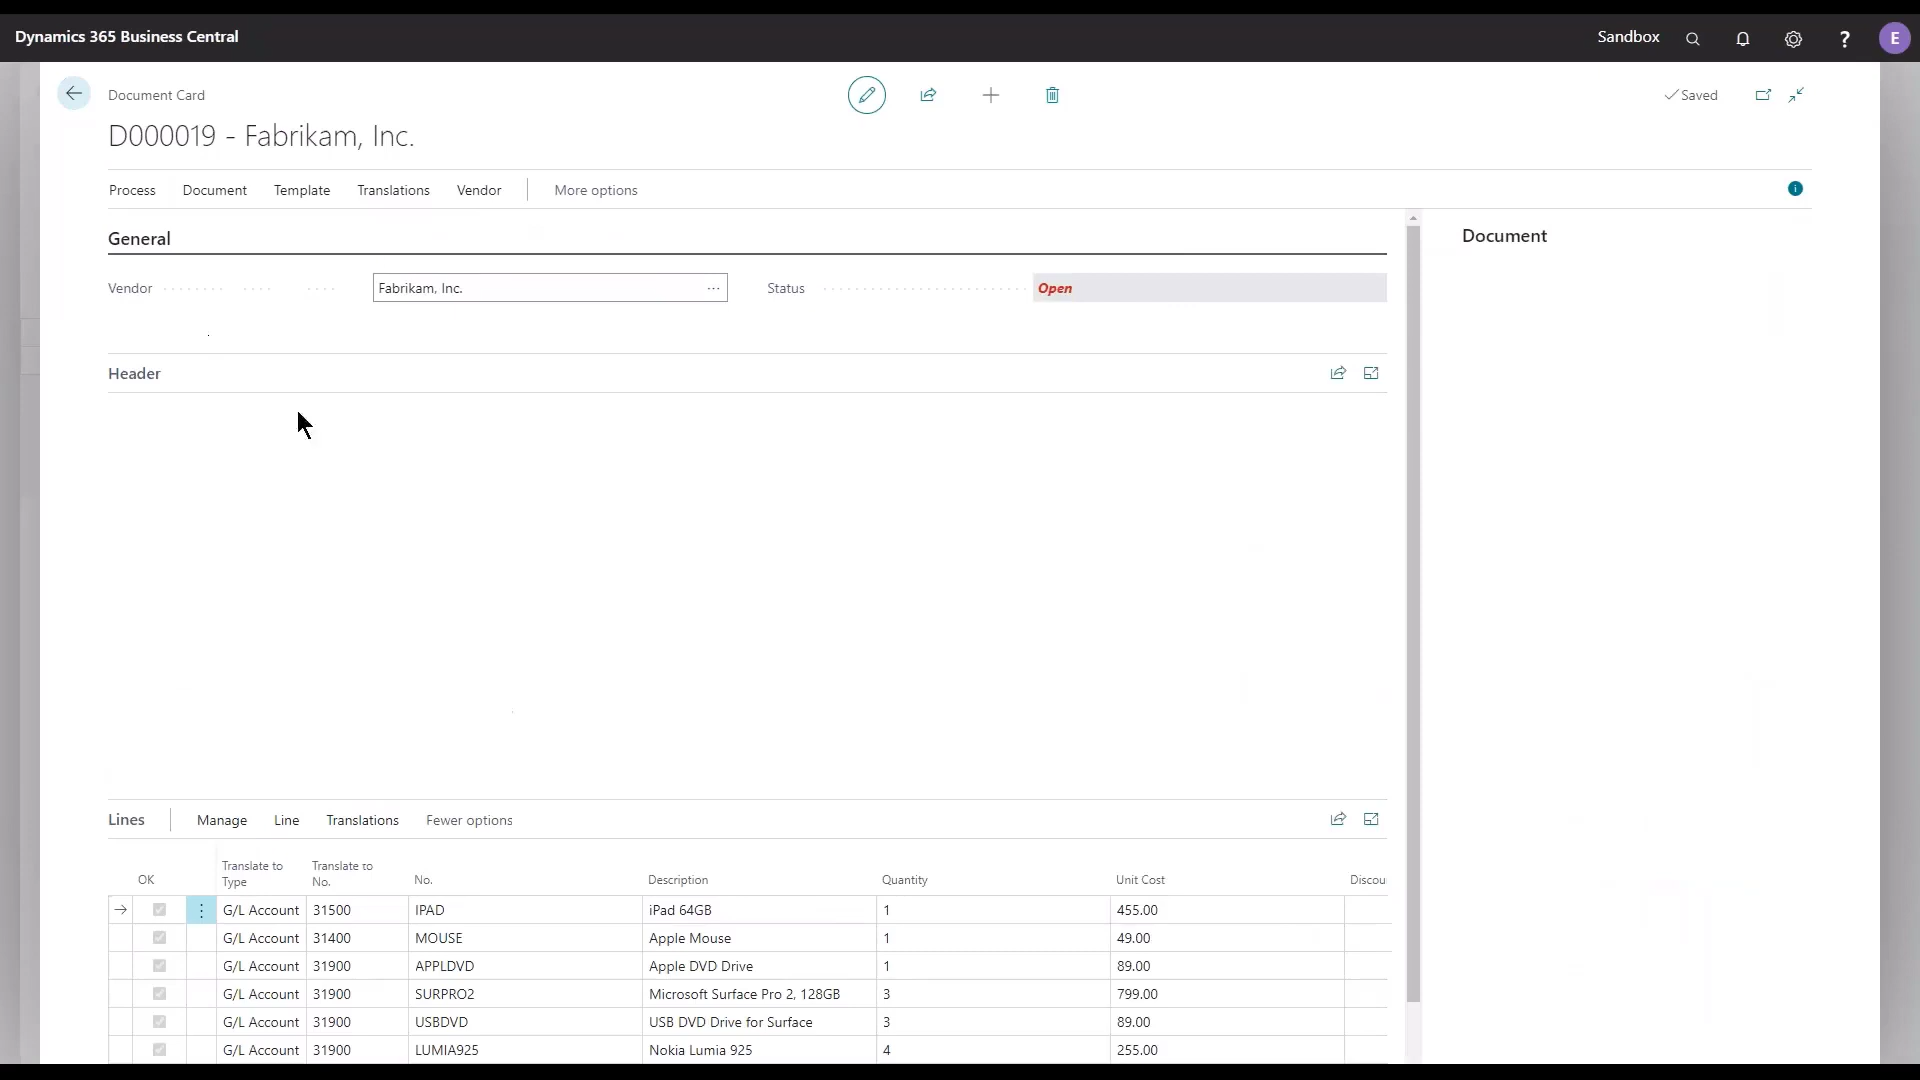 Dynamics 365 Business Central
Sandbox
?
E
Document Card
Saved
D000019 - Fabrikam, Inc.
Process Document Template Translations Vendor More options
General
Document
Vendor Fabrikam, Inc. ... Status Open
Header
Lines Manage Line Translations Fewer options
OK Translate to Type Translate to No. No. Description Quantity Unit Cost Discou
G/L Account 31500 IPAD iPad 64GB 1 455.00
G/L Account 31400 MOUSE Apple Mouse 1 49.00
G/L Account 31900 APPLDVD Apple DVD Drive 1 89.00
G/L Account 31900 SURPRO2 Microsoft Surface Pro 2, 128GB 3 799.00
G/L Account 31900 USBDVD USB DVD Drive for Surface 3 89.00
G/L Account 31900 LUMIA925 Nokia Lumia 925 4 255.00